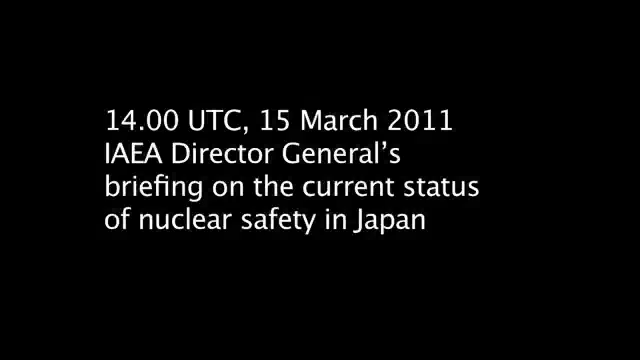 14.00 UTC, 15 March 2011
IAEA Director General’s
briefing on the current status
of nuclear safety in Japan